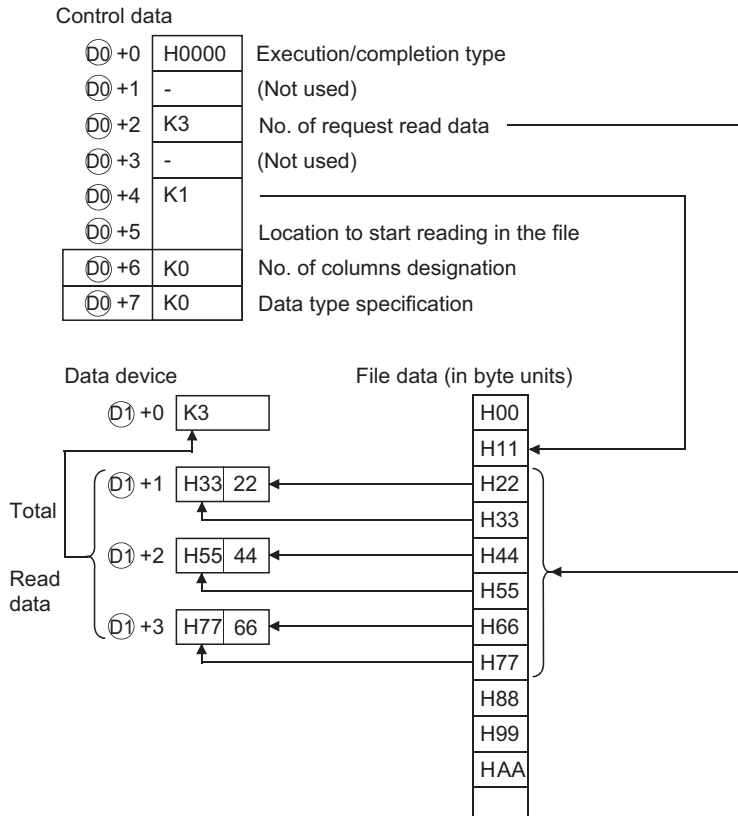 Control data
D0 +0 H0000 Execution/completion type
D0 +1 - (Not used)
D0 +2 K3 No. of request read data
D0 +3 - (Not used)
D0 +4 K1
D0 +5 Location to start reading in the file
D0 +6 K0 No. of columns designation
D0 +7 K0 Data type specification
Data device File data (in byte units)
D1 +0 K3 H00
H11
D1 +1 H33 22 H22
Total H33
D1 +2 H55 44 H44
Read
data H55
D1 +3 H77 66 H66
H77
H88
H99
HAA